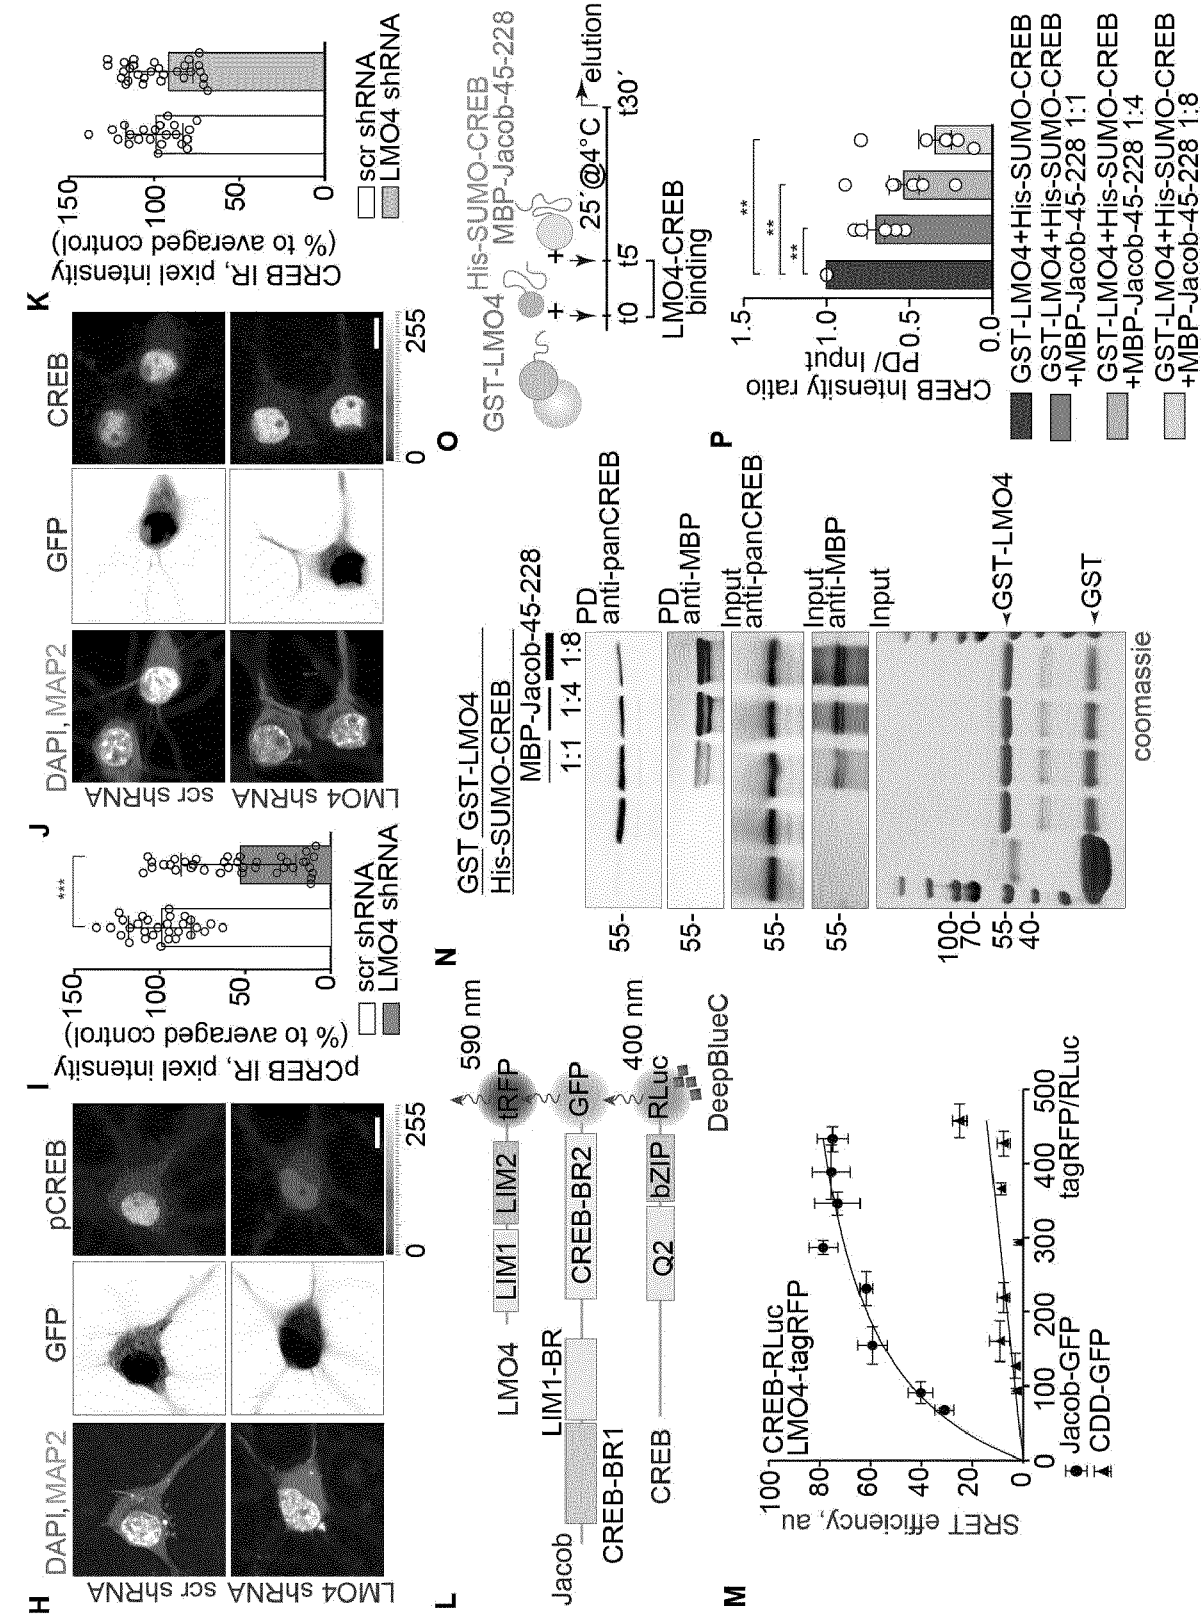 H
DAPI, MAP2
GFP
pCREB
scr shRNA
LMO4 shRNA
0
255
I
pCREB IR, pixel intensity
(% to averaged control)
150
100
50
0
***
scr shRNA
LMO4 shRNA
J
DAPI, MAP2
GFP
CREB
scr shRNA
LMO4 shRNA
0
255
K
CREB IR, pixel intensity
(% to averaged control)
150
100
50
0
scr shRNA
LMO4 shRNA
L
590 nm
LMO4
LIM1
LIM2
tRFP
Jacob
LIM1-BR
CREB-BR2
GFP
CREB-BR1
400 nm
CREB
Q2
bZIP
RLuc
DeepBlueC
M
CREB-RLuc
LMO4-tagRFP
SRET efficiency, au
100
80
60
40
20
0
0
100
200
300
400
500
tagRFP/RLuc
Jacob-GFP
CDD-GFP
N
GST GST-LMO4
His-SUMO-CREB
MBP-Jacob-45-228
1:1
1:4
1:8
55-
PD
anti-panCREB
55-
PD
anti-MBP
55-
Input
anti-panCREB
55-
Input
anti-MBP
Input
100-
70-
55-
40-
GST-LMO4
GST
coomassie
O
GST-LMO4
His-SUMO-CREB
MBP-Jacob-45-228
+
+
25´@4°C
elution
t0
t5
t30´
LMO4-CREB
binding
P
CREB Intensity ratio
PD/ Input
1.5
1.0
0.5
0.0
**
**
**
GST-LMO4+His-SUMO-CREB
GST-LMO4+His-SUMO-CREB
+MBP-Jacob-45-228 1:1
GST-LMO4+His-SUMO-CREB
+MBP-Jacob-45-228 1:4
GST-LMO4+His-SUMO-CREB
+MBP-Jacob-45-228 1:8